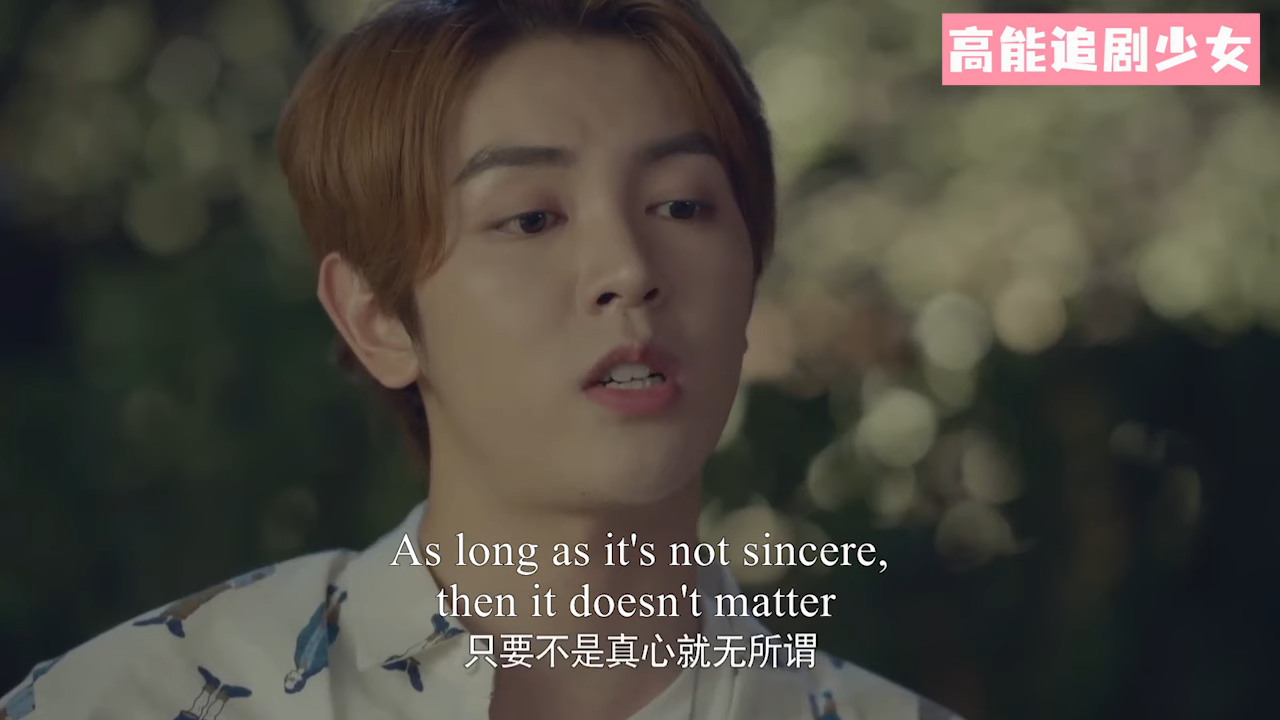 高能追剧少女
As long as it's not sincere,
then it doesn't matter
只要不是真心就无所谓